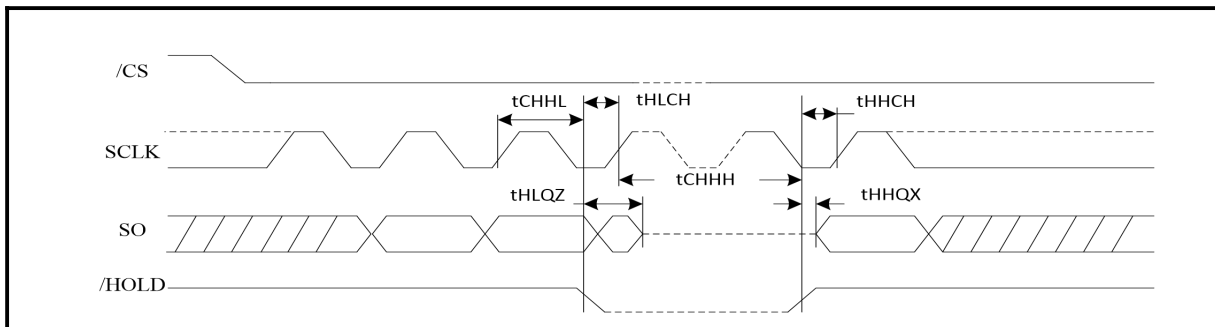 /CS
tCHHL
tHLCH
tHHCH
SCLK
tCHHH
tHLQZ
tHHQX
SO
/HOLD